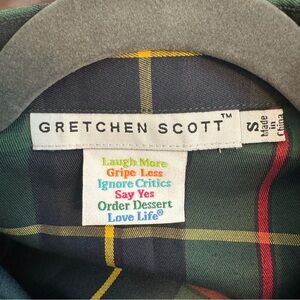 GRETCHEN SCOTT™
S
Made in China
Laugh More
Gripe Less
Ignore Critics
Say Yes
Order Dessert
Love Life®